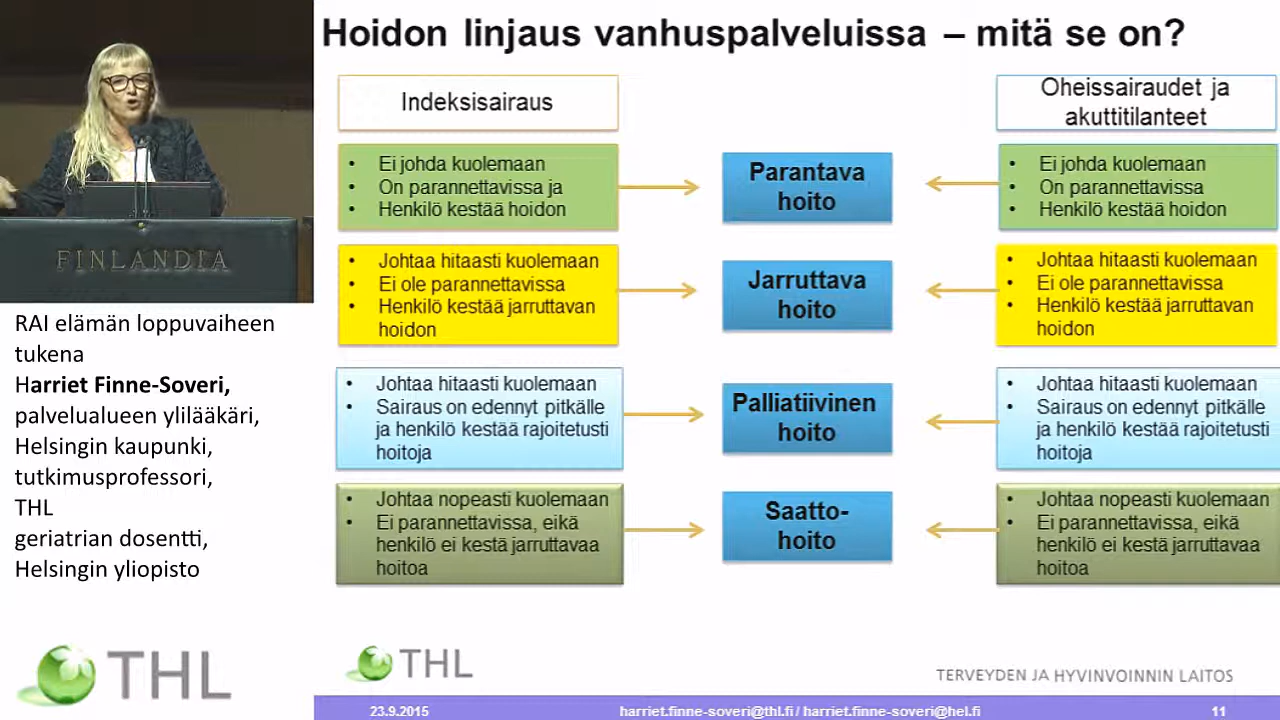 FINLANDIA
RAI elämän loppuvaiheen
tukena
Harriet Finne-Soveri,
palvelualueen ylilääkäri,
Helsingin kaupunki,
tutkimusprofessori,
THL
geriatrian dosentti,
Helsingin yliopisto
THL
Hoidon linjaus vanhuspalveluissa – mitä se on?
Indeksisairaus
Oheissairaudet ja
akuttitilanteet
• Ei johda kuolemaan
• On parannettavissa ja
• Henkilö kestää hoidon
Parantava
hoito
• Ei johda kuolemaan
• On parannettavissa
• Henkilö kestää hoidon
• Johtaa hitaasti kuolemaan
• Ei ole parannettavissa
• Henkilö kestää jarruttavan
hoidon
Jarruttava
hoito
• Johtaa hitaasti kuolemaan
• Ei ole parannettavissa
• Henkilö kestää jarruttavan
hoidon
• Johtaa hitaasti kuolemaan
• Sairaus on edennyt pitkälle
ja henkilö kestää rajoitetusti
hoitoja
Palliatiivinen
hoito
• Johtaa hitaasti kuolemaan
• Sairaus on edennyt pitkälle
ja henkilö kestää rajoitetusti
hoitoja
• Johtaa nopeasti kuolemaan
• Ei parannettavissa, eikä
henkilö ei kestä jarruttavaa
hoitoa
Saatto-
hoito
• Johtaa nopeasti kuolemaan
• Ei parannettavissa, eikä
henkilö ei kestä jarruttavaa
hoitoa
THL
TERVEYDEN JA HYVINVOINNIN LAITOS
23.9.2015
harriet.finne-soveri@thl.fi / harriet.finne-soveri@hel.fi
11